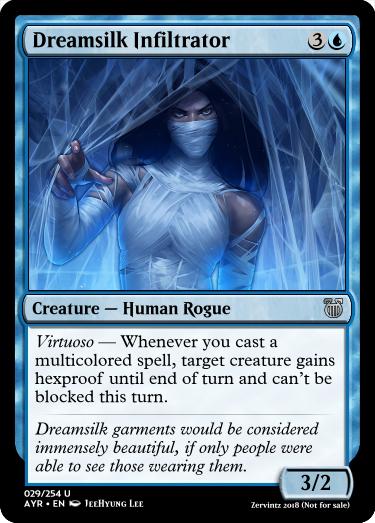 Dreamsilk Infiltrator 3
Creature — Human Rogue
Virtuoso — Whenever you cast a
multicolored spell, target creature gains
hexproof until end of turn and can't be
blocked this turn.
Dreamsilk garments would be considered
immensely beautiful, if only people were
able to see those wearing them.
3/2
029/254 U
AYR • EN JeeHyung Lee
Zervintz 2018 (Not for sale)